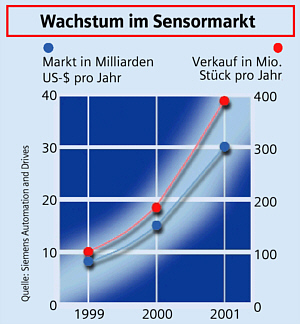 Wachstum im Sensormarkt
Markt in Milliarden
US-$ pro Jahr
Verkauf in Mio.
Stück pro Jahr
40
400
30
300
20
200
10
100
0
0
1999
2000
2001
Quelle: Siemens Automation and Drives